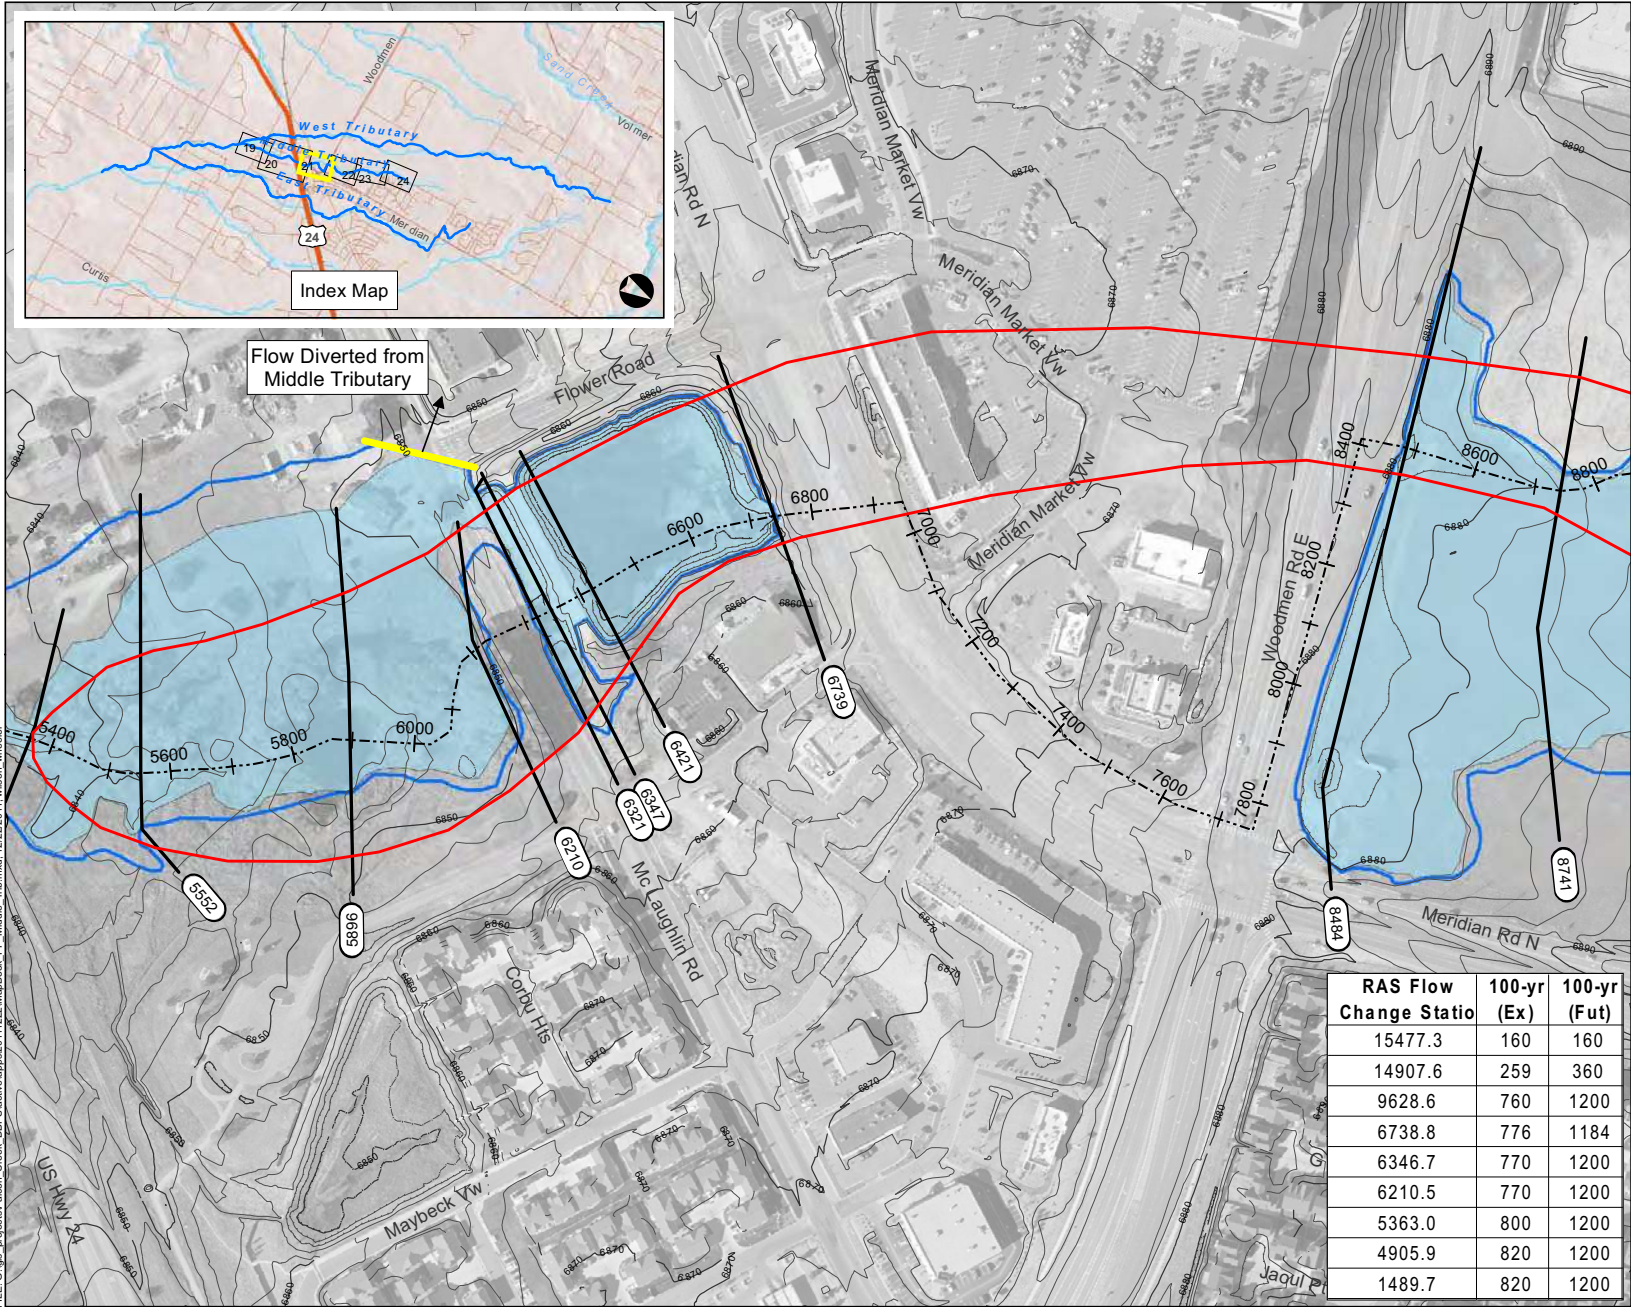 Woodmen
Sand Creek
Volmer
West Tributary
Middle Tributary
East Tributary
Meridian
Curtis
19
20
21
22
23
24
24
Index Map
Flow Diverted from
Middle Tributary
Flower Road
Meridian Market Vw
Meridian Market Vw
Meridian Market Vw
Woodmen Rd E
Meridian Rd N
Mc Laughlin Rd
Corbu Hts
Maybeck Vw
US Hwy 24
5400
5600
5800
6000
6600
6800
7000
7200
7400
7600
7800
8000
8200
8400
8600
8800
5552
5896
6210
6321
6347
6421
6739
8484
8741
6840
6850
6860
6870
6880
6890
RAS Flow 100-yr 100-yr
Change Statio (Ex) (Fut)
15477.3 160 160
14907.6 259 360
9628.6 760 1200
6738.8 776 1184
6346.7 770 1200
6210.5 770 1200
5363.0 800 1200
4905.9 820 1200
1489.7 820 1200